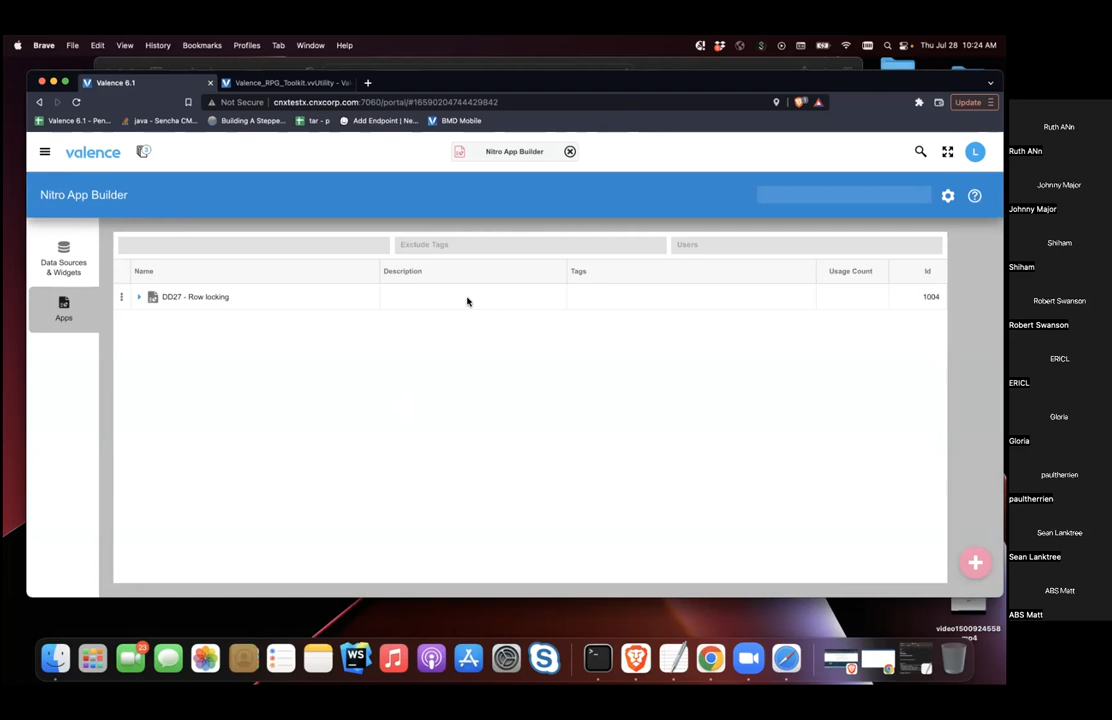 Brave File Edit View History Bookmarks Profiles Tab Window Help
Thu Jul 28 10:24 AM
Valence 6.1
Valence_RPG_Toolkit.vvUtility - Val
Not Secure
cnxtestx.cnxcorp.com:7060/portal/#16590204744429842
Update
Valence 6.1 - Pen...
java - Sencha CM...
Building A Steppe...
tar - p
Add Endpoint | Ne...
BMD Mobile
valence
3
Nitro App Builder
L
Nitro App Builder
Data Sources
& Widgets
Apps
Exclude Tags
Users
Name
Description
Tags
Usage Count
Id
DD27 - Row locking
1004
Ruth ANn
Ruth ANn
Johnny Major
Johnny Major
Shiham
Shiham
Robert Swanson
Robert Swanson
ERICL
ERICL
Gloria
Gloria
paultherrien
paultherrien
Sean Lanktree
Sean Lanktree
ABS Matt
ABS Matt
video1500924558
mp4
23
WS